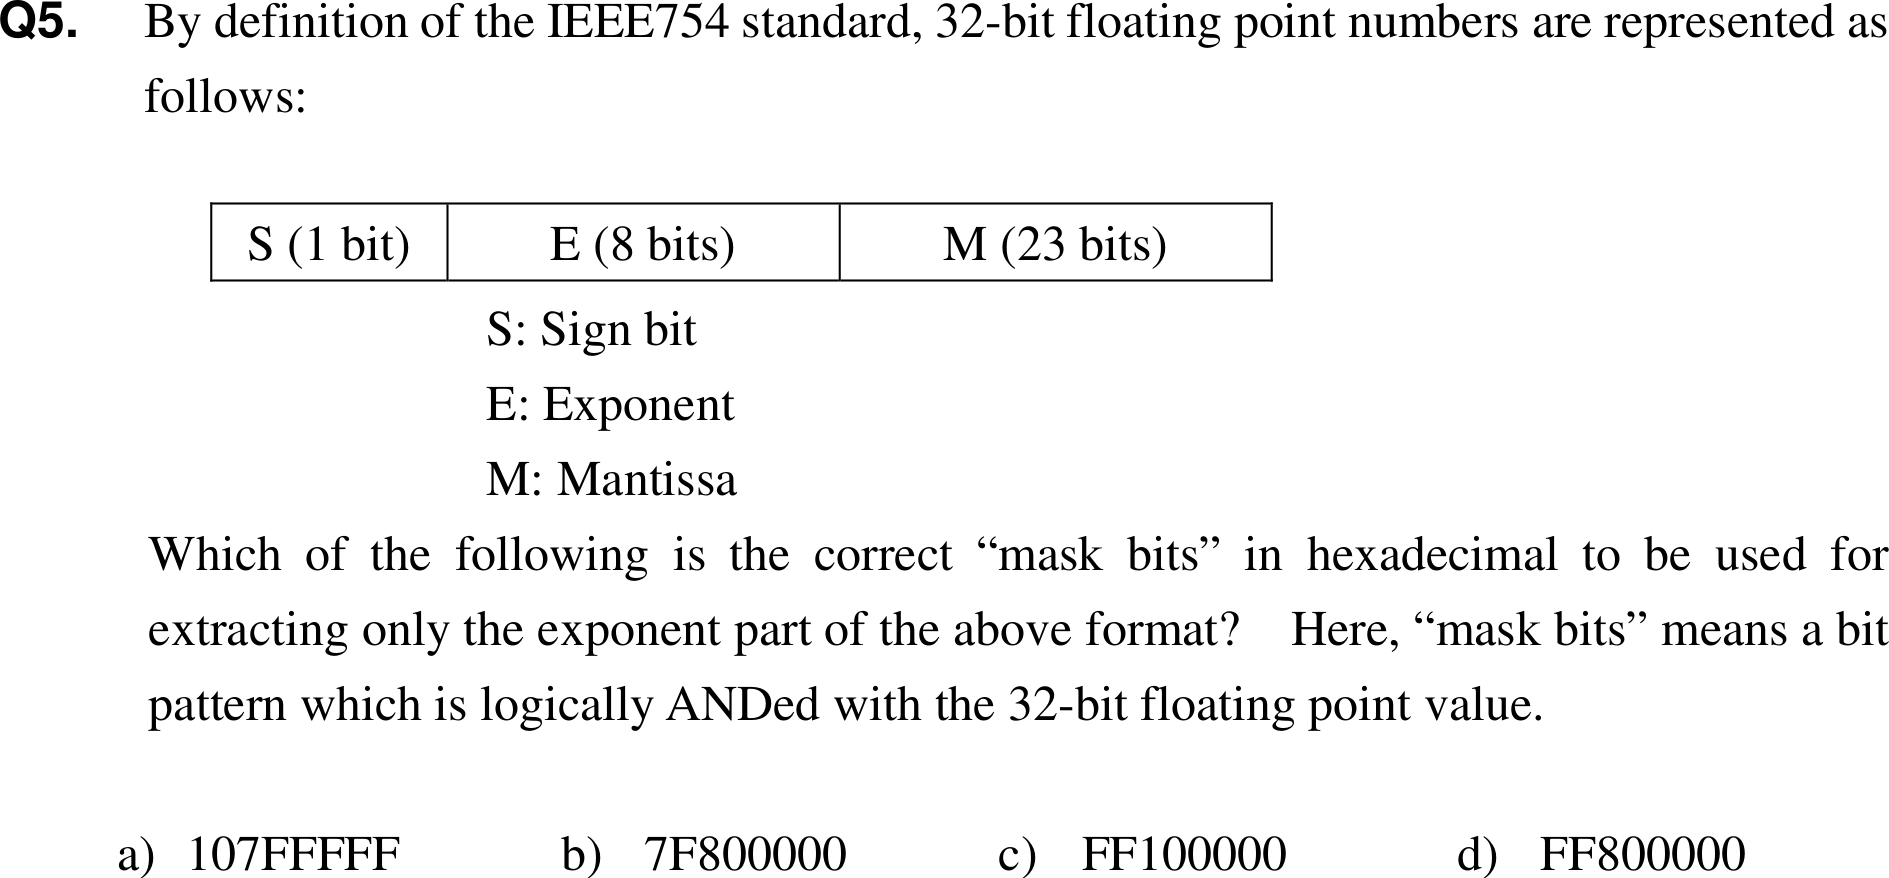 Q5. By definition of the IEEE754 standard, 32-bit floating point numbers are represented as
follows:
S (1 bit) E (8 bits) M (23 bits)
S: Sign bit
E: Exponent
M: Mantissa
Which of the following is the correct “mask bits” in hexadecimal to be used for
extracting only the exponent part of the above format? Here, “mask bits” means a bit
pattern which is logically ANDed with the 32-bit floating point value.
a) 107FFFFF b) 7F800000 c) FF100000 d) FF800000